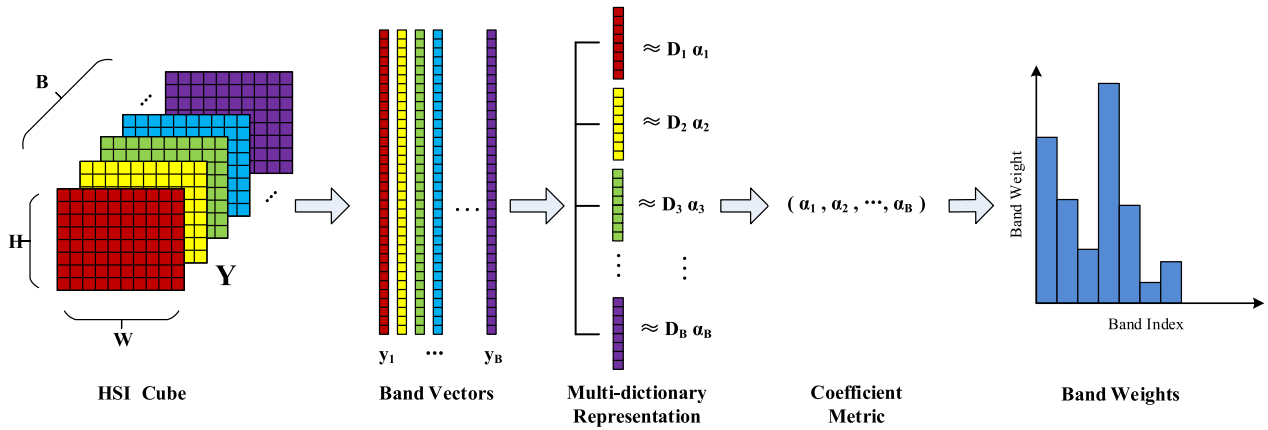 B
H
W
Y
HSI Cube
y1 ... yB
Band Vectors
≈ D1 α1
≈ D2 α2
≈ D3 α3
≈ DB αB
Multi-dictionary
Representation
( α1 , α2 , ···, αB )
Coefficient
Metric
Band Weight
Band Index
Band Weights